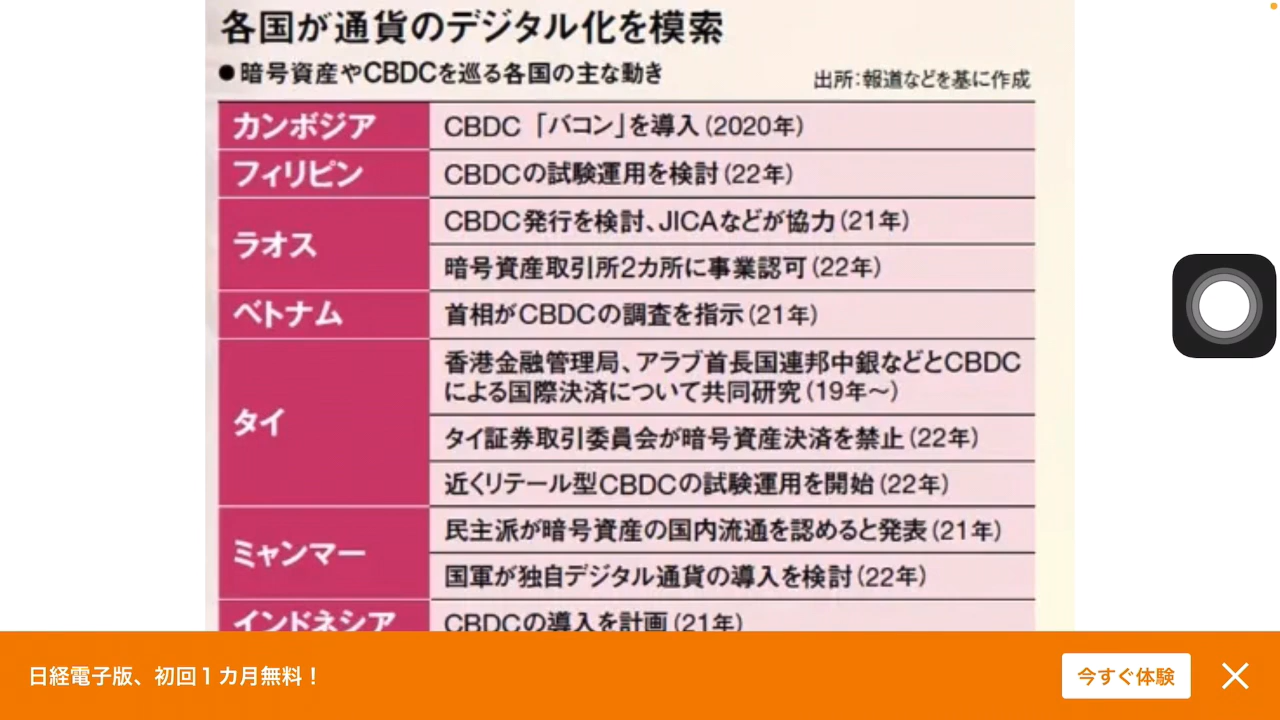 各国が通貨のデジタル化を模索
●暗号資産やCBDCを巡る各国の主な動き
出所:報道などを基に作成
カンボジア
CBDC「バコン」を導入(2020年)
フィリピン
CBDCの試験運用を検討(22年)
ラオス
CBDC発行を検討、JICAなどが協力(21年)
暗号資産取引所2カ所に事業認可(22年)
ベトナム
首相がCBDCの調査を指示(21年)
タイ
香港金融管理局、アラブ首長国連邦中銀などとCBDC
による国際決済について共同研究(19年〜)
タイ証券取引委員会が暗号資産決済を禁止(22年)
近くリテール型CBDCの試験運用を開始(22年)
ミャンマー
民主派が暗号資産の国内流通を認めると発表(21年)
国軍が独自デジタル通貨の導入を検討(22年)
インドネシア
CBDCの導入を計画(21年)
日経電子版、初回1カ月無料!
今すぐ体験